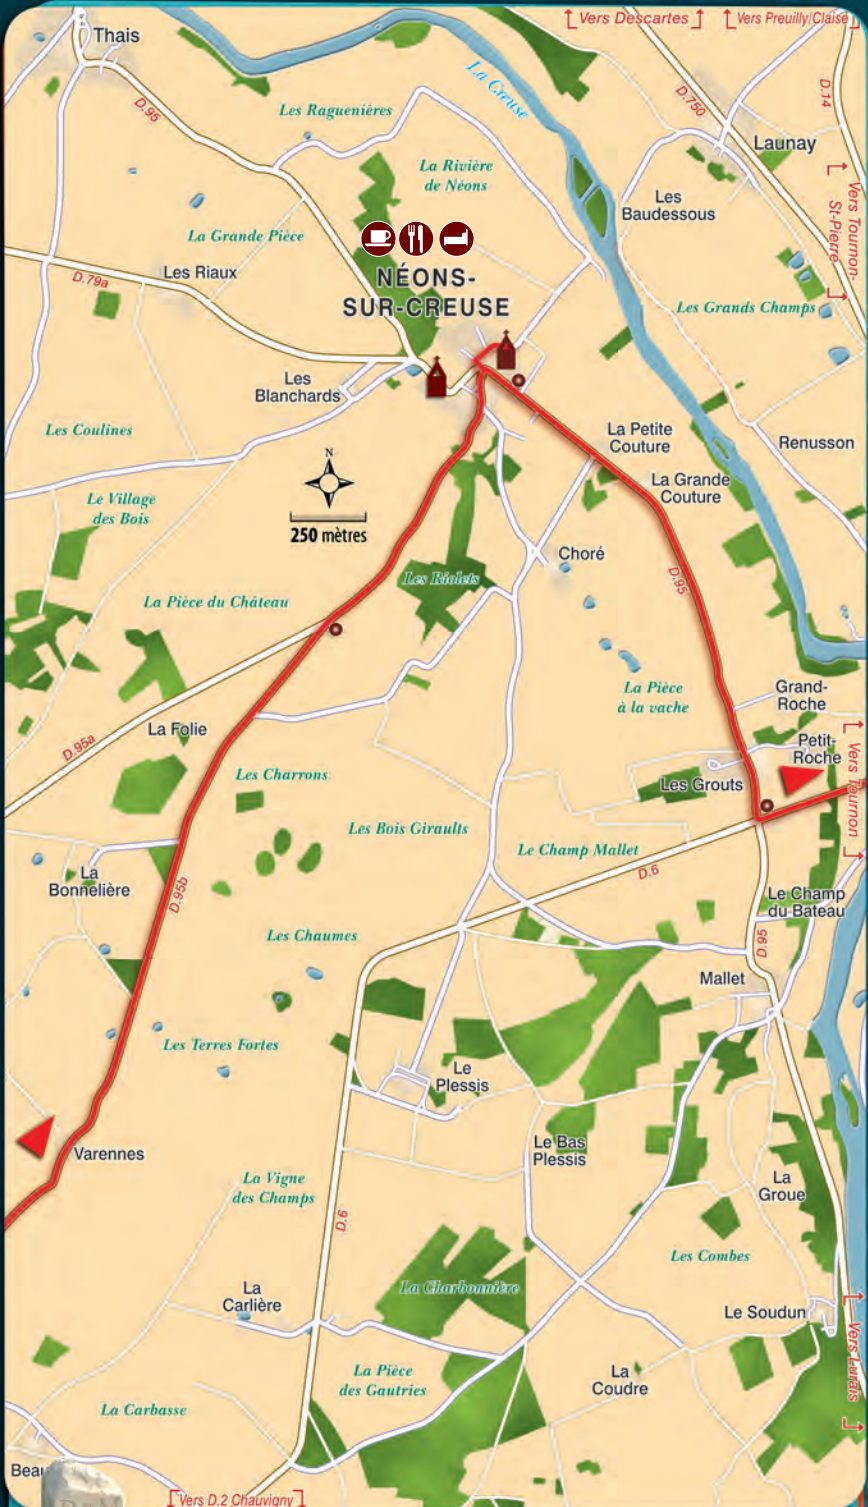 Vers Descartes
Vers Preuilly/Claise
Thais
La Creuse
D.95
D.750
D.14
Les Raguenières
Launay
La Rivière
de Néons
Les
Baudessous
Vers Tournon-
St-Pierre
La Grande Pièce
Les Riaux
D.79a
NÉONS-
SUR-CREUSE
Les Grands Champs
Les
Blanchards
Les Coulines
La Petite
Couture
Renusson
N
La Grande
Couture
Le Village
des Bois
250 mètres
Choré
Les Riolets
D.95
La Pièce du Château
La Pièce
à la vache
Grand-
Roche
La Folie
D.95a
Petit-
Roche
Vers Tournon
Les Charrons
Les Grouts
Les Bois Giraults
Le Champ Mallet
D.6
La
Bonnelière
D.95b
Le Champ
du Bateau
Les Chaumes
D.95
Mallet
Les Terres Fortes
Le
Plessis
Varennes
Le Bas
Plessis
La Vigne
des Champs
La
Groue
D.6
Les Combes
La
Carlière
La Charbonnière
Le Soudun
Vers Lurais
La Pièce
des Gautries
La
Coudre
La Carbasse
Vers D.2 Chauvigny